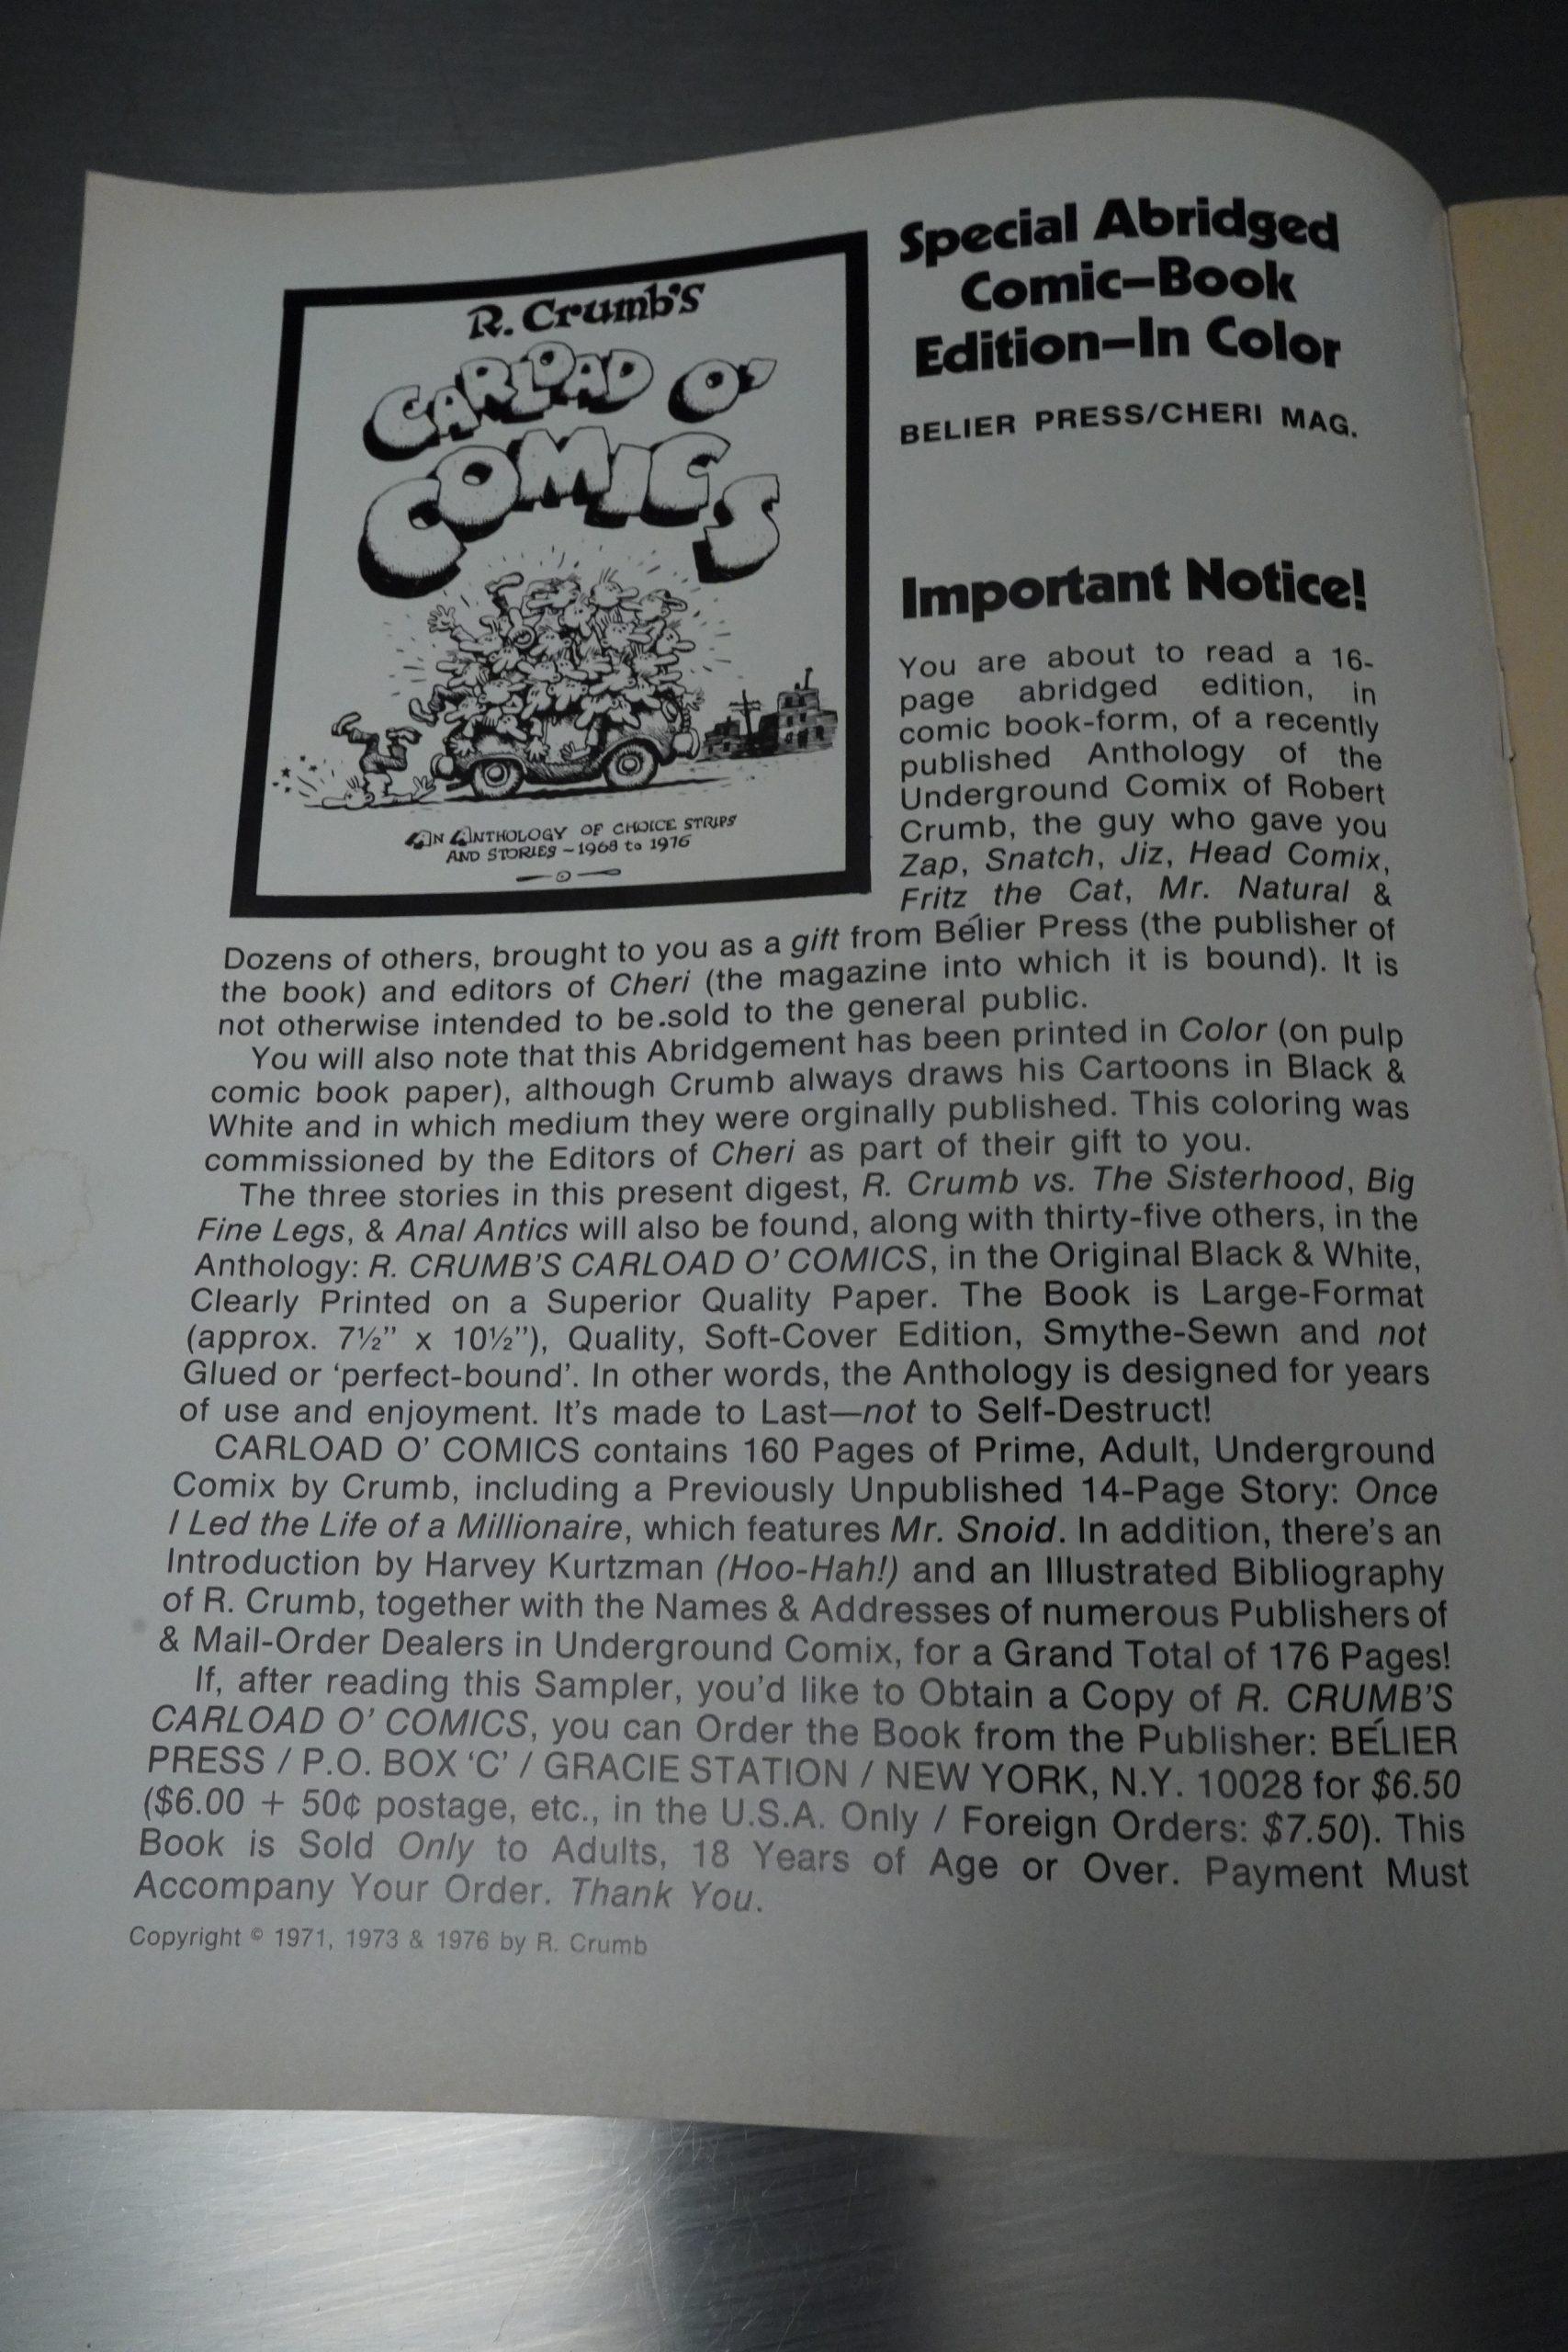 R. Crumb's
CARLOAD O'
COMICS
AN ANTHOLOGY OF CHOICE STRIPS
AND STORIES – 1968 to 1976
Special Abridged
Comic–Book
Edition–In Color
BELIER PRESS/CHERI MAG.
Important Notice!
You are about to read a 16-
page abridged edition, in
comic book-form, of a recently
published Anthology of the
Underground Comix of Robert
Crumb, the guy who gave you
Zap, Snatch, Jiz, Head Comix,
Fritz the Cat, Mr. Natural &
Dozens of others, brought to you as a gift from Bélier Press (the publisher of
the book) and editors of Cheri (the magazine into which it is bound). It is
not otherwise intended to be.sold to the general public.
You will also note that this Abridgement has been printed in Color (on pulp
comic book paper), although Crumb always draws his Cartoons in Black &
White and in which medium they were orginally published. This coloring was
commissioned by the Editors of Cheri as part of their gift to you.
The three stories in this present digest, R. Crumb vs. The Sisterhood, Big
Fine Legs, & Anal Antics will also be found, along with thirty-five others, in the
Anthology: R. CRUMB'S CARLOAD O' COMICS, in the Original Black & White,
Clearly Printed on a Superior Quality Paper. The Book is Large-Format
(approx. 7½" x 10½"), Quality, Soft-Cover Edition, Smythe-Sewn and not
Glued or 'perfect-bound'. In other words, the Anthology is designed for years
of use and enjoyment. It's made to Last—not to Self-Destruct!
CARLOAD O' COMICS contains 160 Pages of Prime, Adult, Underground
Comix by Crumb, including a Previously Unpublished 14-Page Story: Once
I Led the Life of a Millionaire, which features Mr. Snoid. In addition, there's an
Introduction by Harvey Kurtzman (Hoo-Hah!) and an Illustrated Bibliography
of R. Crumb, together with the Names & Addresses of numerous Publishers of
& Mail-Order Dealers in Underground Comix, for a Grand Total of 176 Pages!
If, after reading this Sampler, you'd like to Obtain a Copy of R. CRUMB'S
CARLOAD O' COMICS, you can Order the Book from the Publisher: BÉLIER
PRESS / P.O. BOX 'C' / GRACIE STATION / NEW YORK, N.Y. 10028 for $6.50
($6.00 + 50¢ postage, etc., in the U.S.A. Only / Foreign Orders: $7.50). This
Book is Sold Only to Adults, 18 Years of Age or Over. Payment Must
Accompany Your Order. Thank You.
Copyright © 1971, 1973 & 1976 by R. Crumb